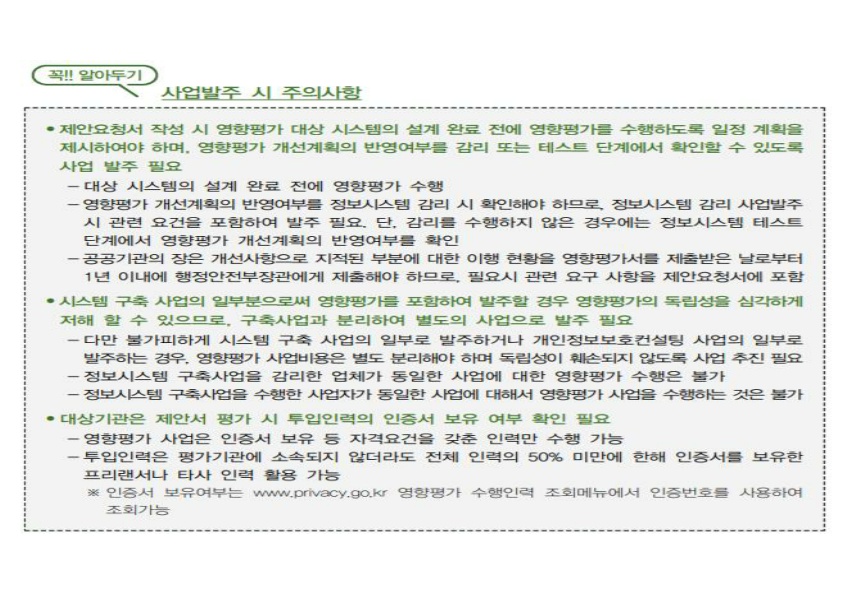 꼭!! 알아두기
사업발주 시 주의사항
• 제안요청서 작성 시 영향평가 대상 시스템의 설계 완료 전에 영향평가를 수행하도록 일정 계획을
제시하여야 하며, 영향평가 개선계획의 반영여부를 감리 또는 테스트 단계에서 확인할 수 있도록
사업 발주 필요
– 대상 시스템의 설계 완료 전에 영향평가 수행
– 영향평가 개선계획의 반영여부를 정보시스템 감리 시 확인해야 하므로, 정보시스템 감리 사업발주
시 관련 요건을 포함하여 발주 필요. 단, 감리를 수행하지 않은 경우에는 정보시스템 테스트
단계에서 영향평가 개선계획의 반영여부를 확인
– 공공기관의 장은 개선사항으로 지적된 부분에 대한 이행 현황을 영향평가서를 제출받은 날로부터
1년 이내에 행정안전부장관에게 제출해야 하므로, 필요시 관련 요구 사항을 제안요청서에 포함
• 시스템 구축 사업의 일부분으로써 영향평가를 포함하여 발주할 경우 영향평가의 독립성을 심각하게
저해 할 수 있으므로, 구축사업과 분리하여 별도의 사업으로 발주 필요
– 다만 불가피하게 시스템 구축 사업의 일부로 발주하거나 개인정보보호컨설팅 사업의 일부로
발주하는 경우, 영향평가 사업비용은 별도 분리해야 하며 독립성이 훼손되지 않도록 사업 추진 필요
– 정보시스템 구축사업을 감리한 업체가 동일한 사업에 대한 영향평가 수행은 불가
– 정보시스템 구축사업을 수행한 사업자가 동일한 사업에 대해서 영향평가 사업을 수행하는 것은 불가
• 대상기관은 제안서 평가 시 투입인력의 인증서 보유 여부 확인 필요
– 영향평가 사업은 인증서 보유 등 자격요건을 갖춘 인력만 수행 가능
– 투입인력은 평가기관에 소속되지 않더라도 전체 인력의 50% 미만에 한해 인증서를 보유한
프리랜서나 타사 인력 활용 가능
※ 인증서 보유여부는 www.privacy.go.kr 영향평가 수행인력 조회메뉴에서 인증번호를 사용하여
조회가능